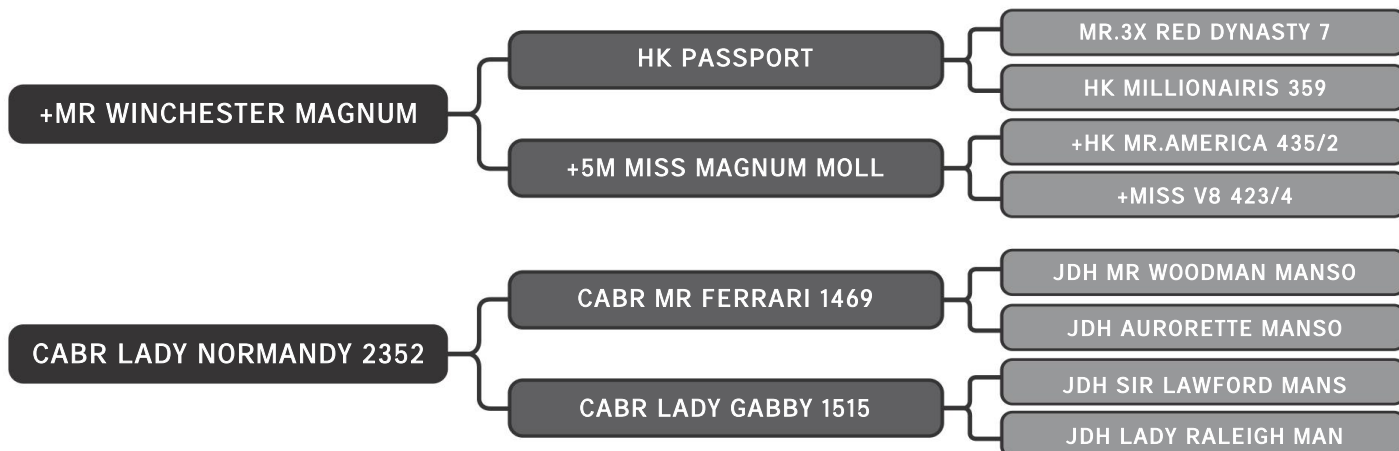 MR.3X RED DYNASTY 7
HK PASSPORT
HK MILLIONAIRIS 359
+MR WINCHESTER MAGNUM
+HK MR.AMERICA 435/2
+5M MISS MAGNUM MOLL
+MISS V8 423/4
JDH MR WOODMAN MANSO
CABR MR FERRARI 1469
JDH AURORETTE MANSO
CABR LADY NORMANDY 2352
JDH SIR LAWFORD MANS
CABR LADY GABBY 1515
JDH LADY RALEIGH MAN